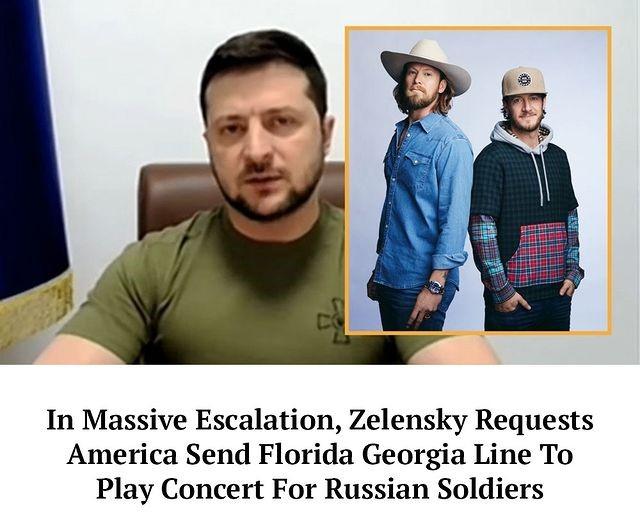 In Massive Escalation, Zelensky Requests
America Send Florida Georgia Line To
Play Concert For Russian Soldiers